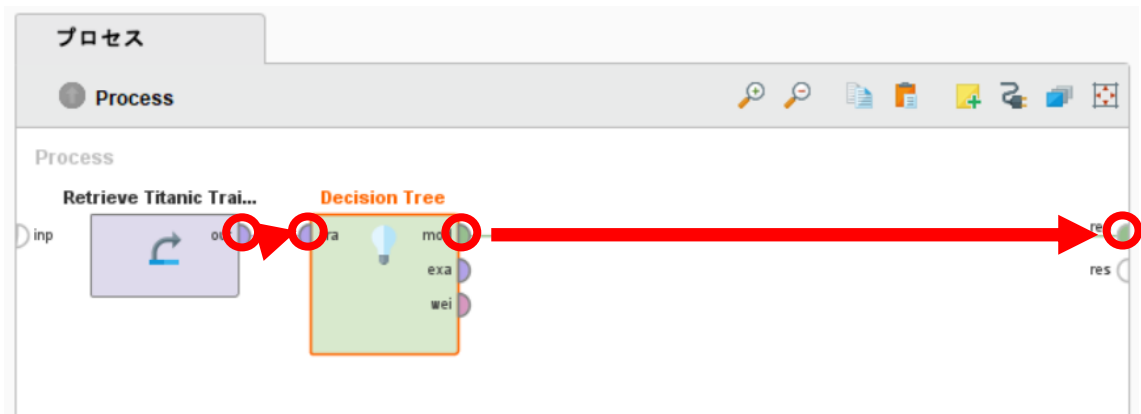 プロセス
Process
Process
Retrieve Titanic Trai...
Decision Tree
inp
exa
res
wei